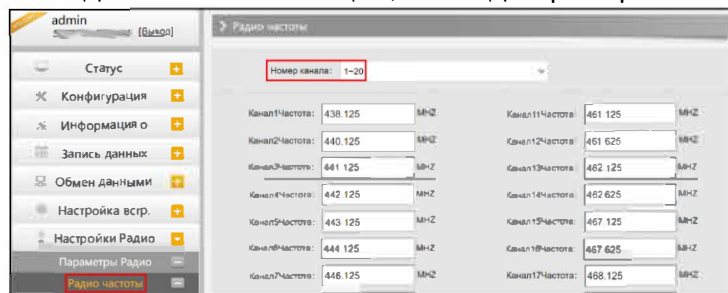 admin
[Выход]
Радио частоты
Статус
Номер канала: 1~20
Конфигурация
Информация о
Запись данных
Обмен данными
Настройка встр.
Настройки Радио
Параметры Радио
Радио частоты
Канал1Частота: 438.125 MHZ Канал11Частота: 461 125 MHZ
Канал2Частота: 440.125 MHZ Канал12Частота: 461 625 MHZ
Канал3Частота: 441 125 MHZ Канал13Частота: 462 125 MHZ
Канал4Частота: 442.125 MHZ Канал14Частота: 462 625 MHZ
Канал5Частота: 443.125 MHZ Канал15Частота: 467 125 MHZ
Канал6Частота: 444 125 MHZ Канал16Частота: 467 625 MHZ
Канал7Частота: 446.125 MHZ Канал17Частота: 468.125 MHZ